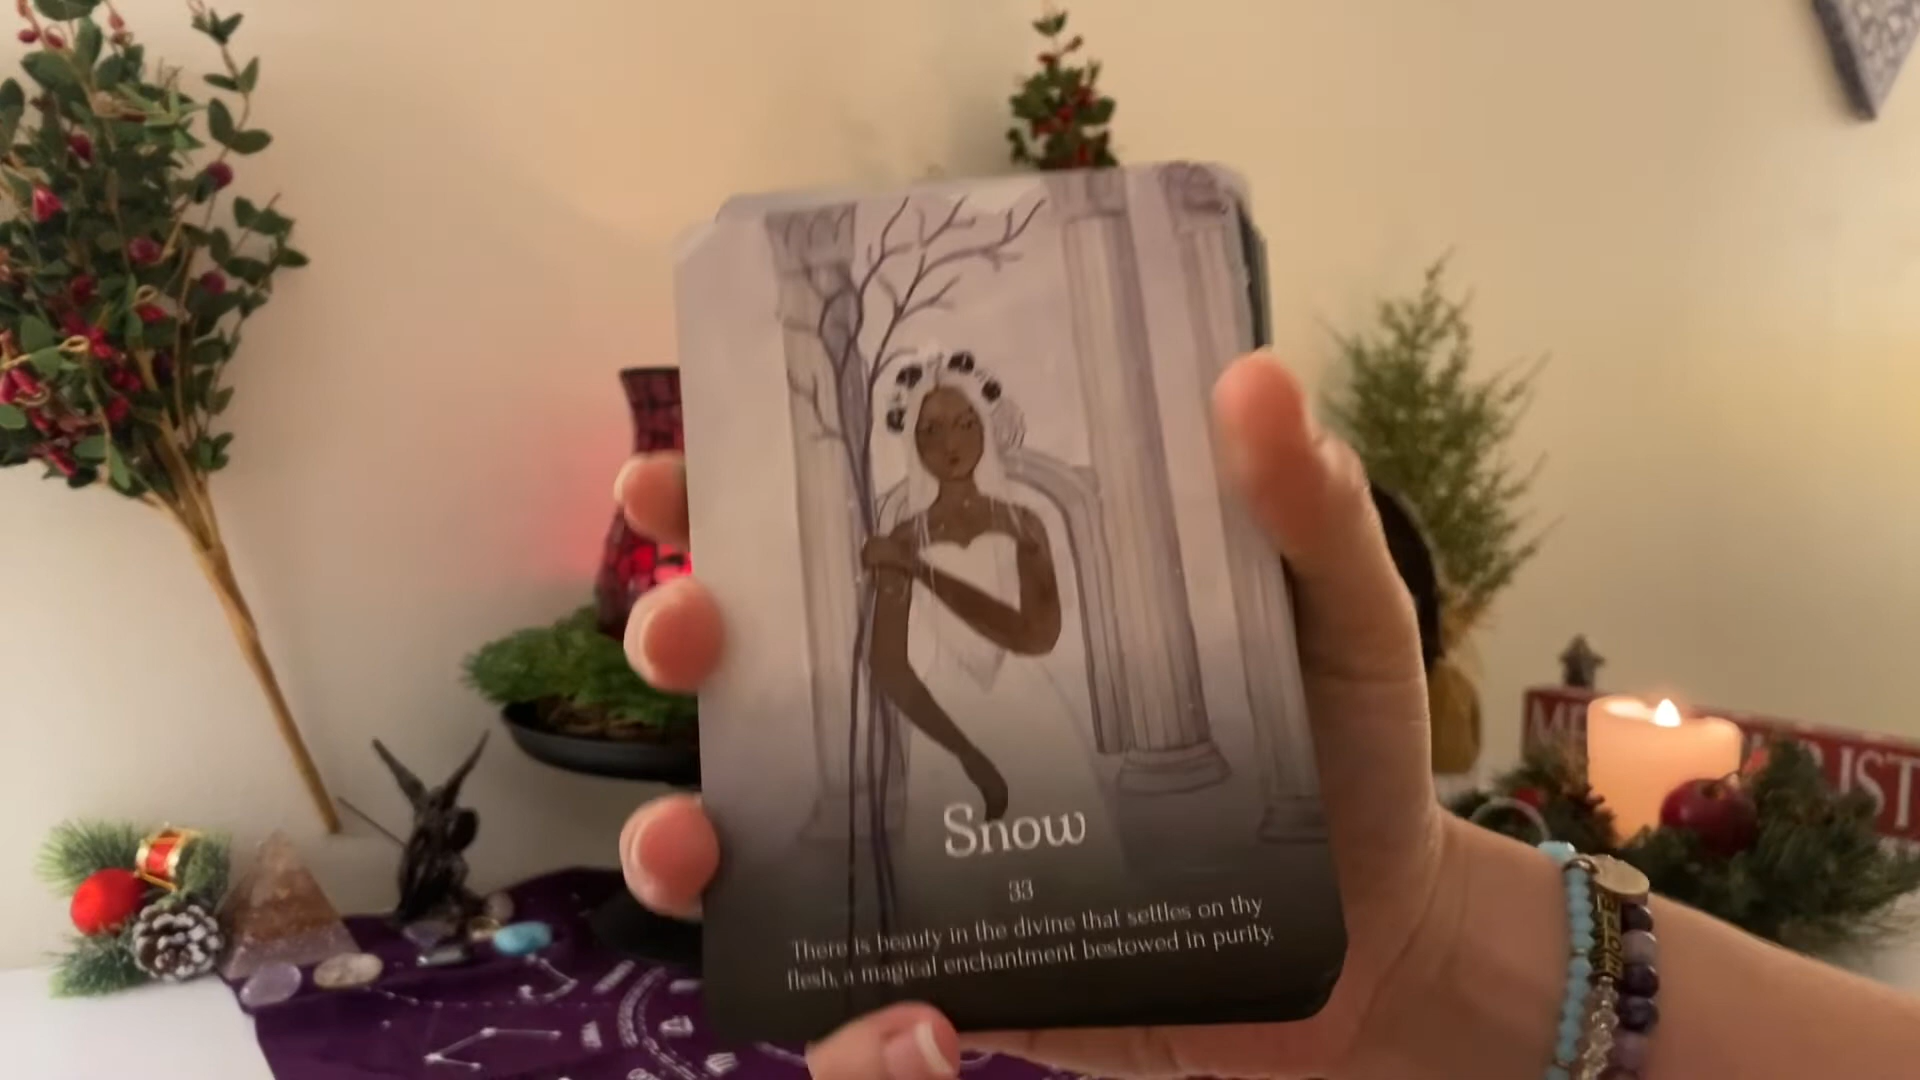 Snow
33
There is beauty in the divine that settles on thy
flesh, a magical enchantment bestowed in purity.